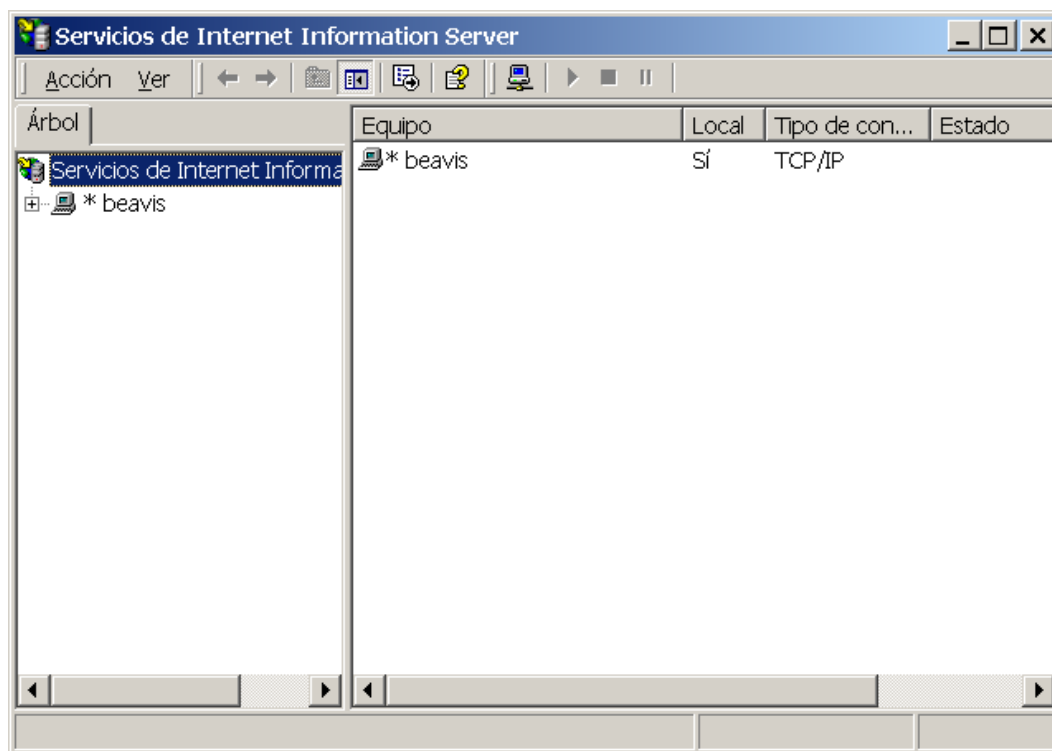 Servicios de Internet Information Server
Acción Ver
Árbol
Equipo Local Tipo de con... Estado
Servicios de Internet Informa
* beavis
* beavis Sí TCP/IP